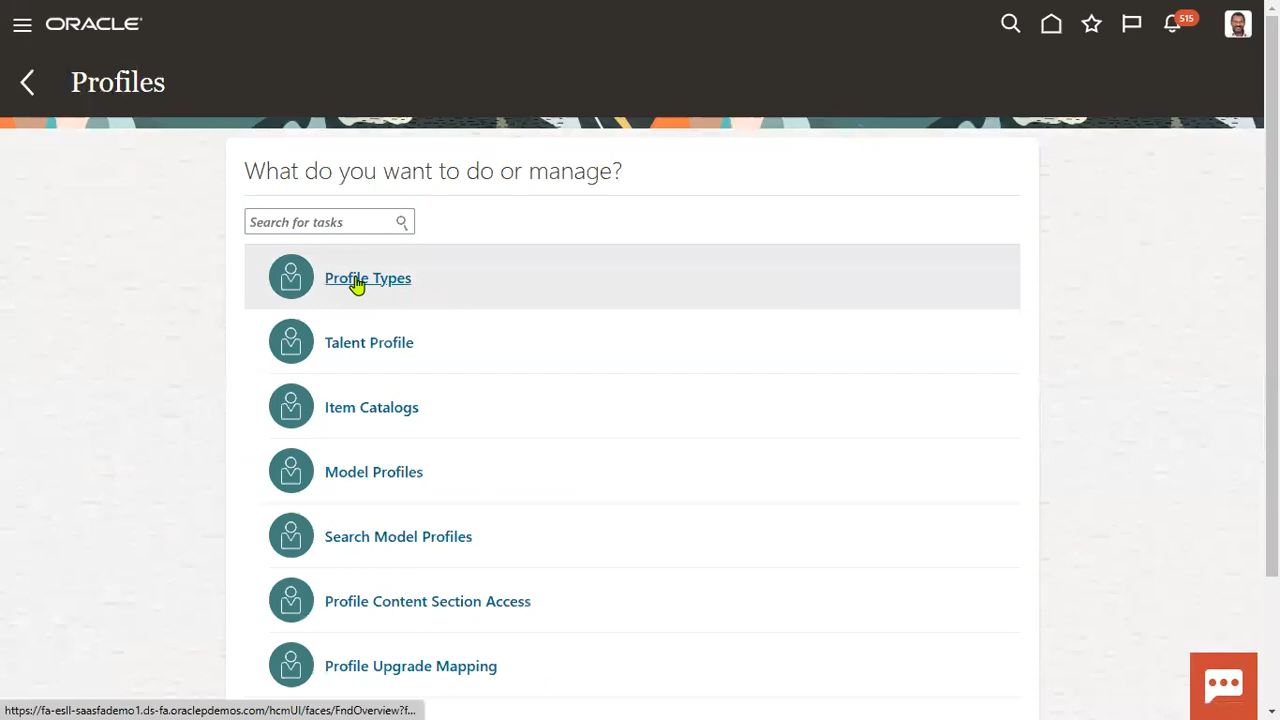 ORACLE
515
Profiles
What do you want to do or manage?
Search for tasks
Profile Types
Talent Profile
Item Catalogs
Model Profiles
Search Model Profiles
Profile Content Section Access
Profile Upgrade Mapping
https://fa-esll-saasfademo1.ds-fa.oraclepdemos.com/hcmUI/faces/FndOverview?f...